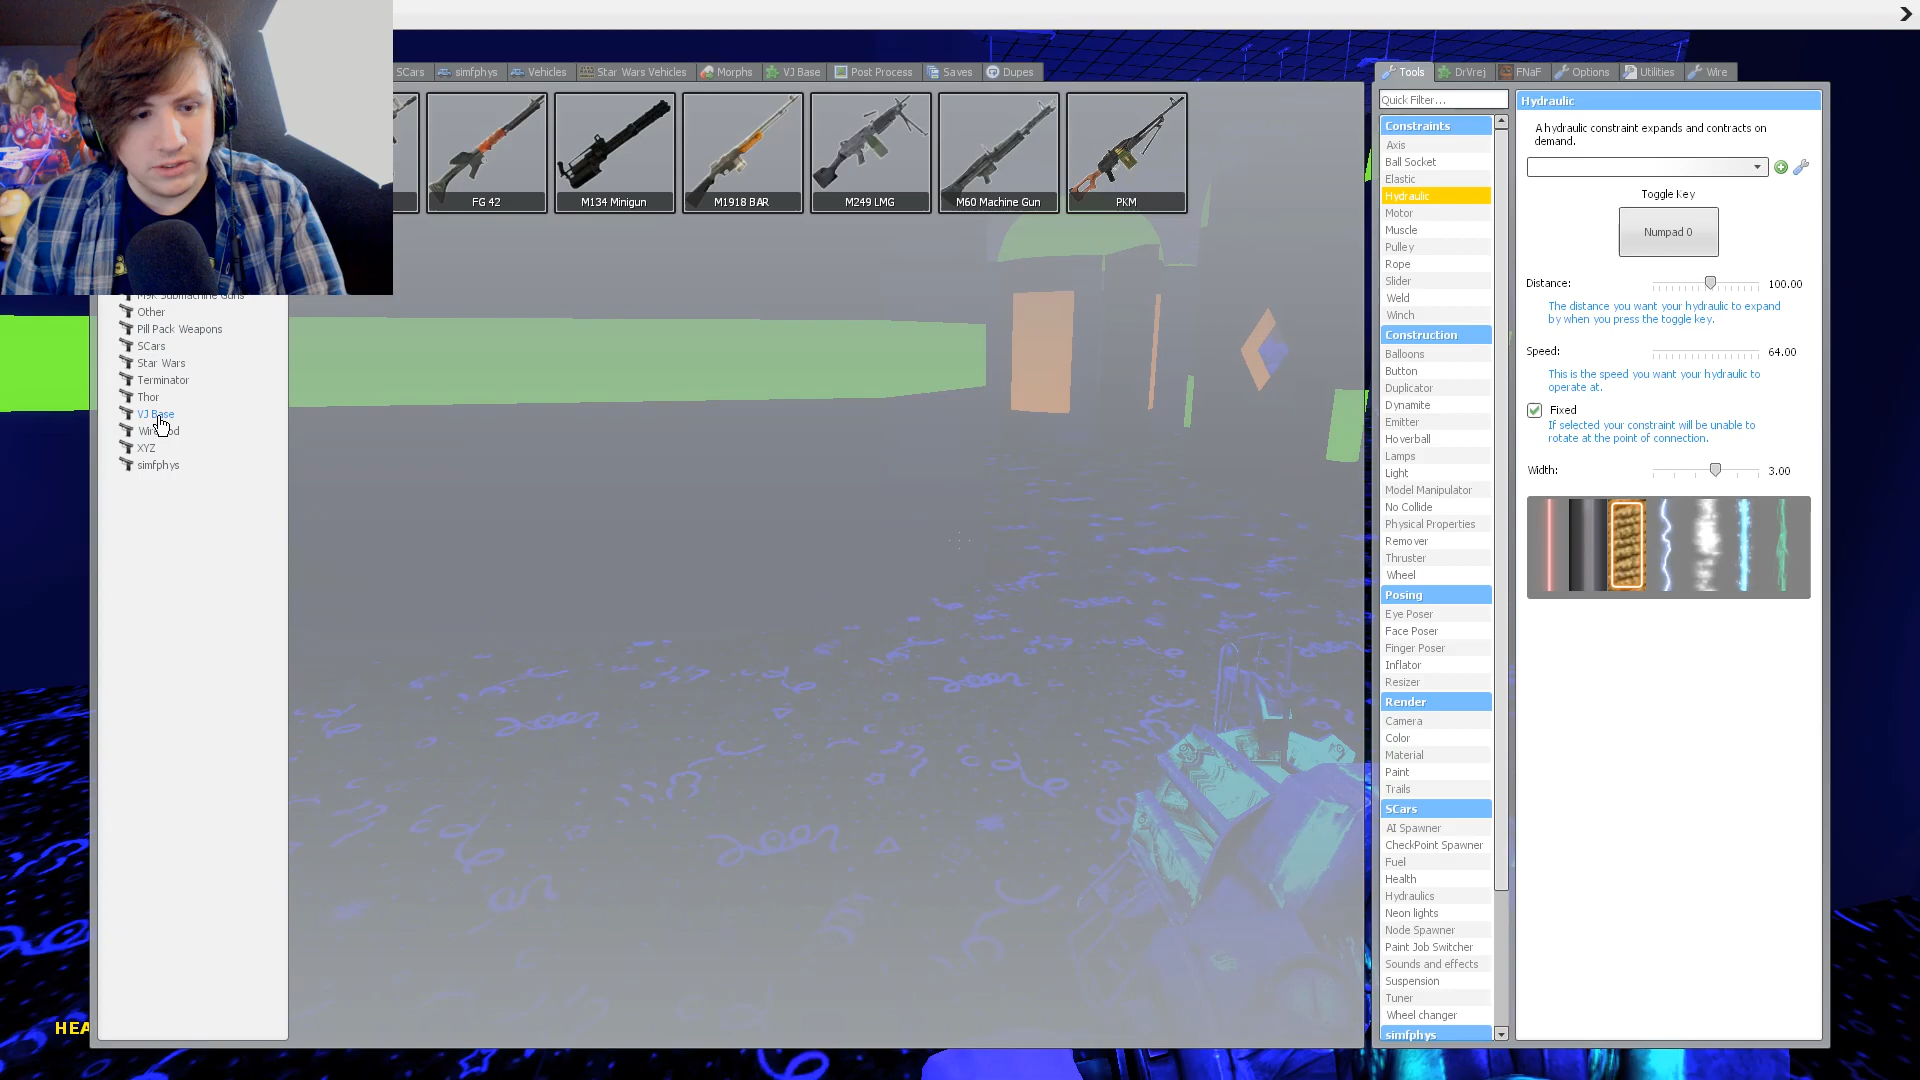 SCars simfphys Vehicles Star Wars Vehicles Morphs VJ Base Post Process Saves Dupes
Tools DrVrej FNaF Options Utilities Wire
FG 42
M134 Minigun
M1918 BAR
M249 LMG
M60 Machine Gun
PKM
M9K Submachine Guns
Other
Pill Pack Weapons
SCars
Star Wars
Terminator
Thor
VJ Base
XYZ
simfphys
HEA
Quick Filter...
Constraints
Axis
Ball Socket
Elastic
Hydraulic
Motor
Muscle
Pulley
Rope
Slider
Weld
Winch
Construction
Balloons
Button
Duplicator
Dynamite
Emitter
Hoverball
Lamps
Light
Model Manipulator
No Collide
Physical Properties
Remover
Thruster
Wheel
Posing
Eye Poser
Face Poser
Finger Poser
Inflator
Resizer
Render
Camera
Color
Material
Paint
Trails
SCars
AI Spawner
CheckPoint Spawner
Fuel
Health
Hydraulics
Neon lights
Node Spawner
Paint Job Switcher
Sounds and effects
Suspension
Tuner
Wheel changer
simfphys
Hydraulic
A hydraulic constraint expands and contracts on
demand.
Toggle Key
Numpad 0
Distance: 100.00
The distance you want your hydraulic to expand
by when you press the toggle key.
Speed: 64.00
This is the speed you want your hydraulic to
operate at.
Fixed
If selected your constraint will be unable to
rotate at the point of connection.
Width: 3.00